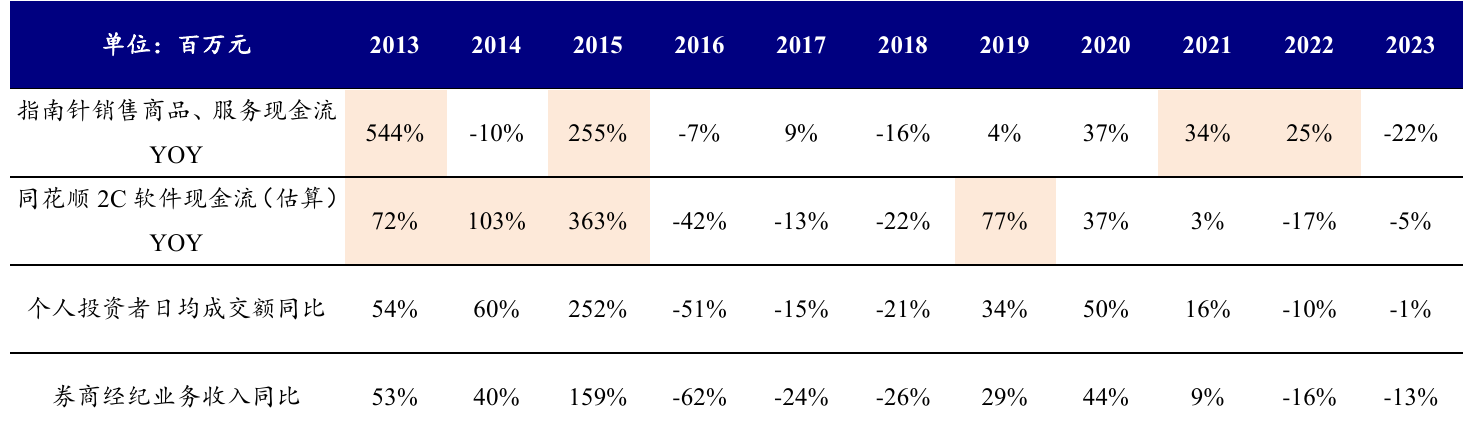 单位：百万元 2013 2014 2015 2016 2017 2018 2019 2020 2021 2022 2023
指南针销售商品、服务现金流
YOY 544% -10% 255% -7% 9% -16% 4% 37% 34% 25% -22%
同花顺 2C 软件现金流（估算）
YOY 72% 103% 363% -42% -13% -22% 77% 37% 3% -17% -5%
个人投资者日均成交额同比 54% 60% 252% -51% -15% -21% 34% 50% 16% -10% -1%
券商经纪业务收入同比 53% 40% 159% -62% -24% -26% 29% 44% 9% -16% -13%